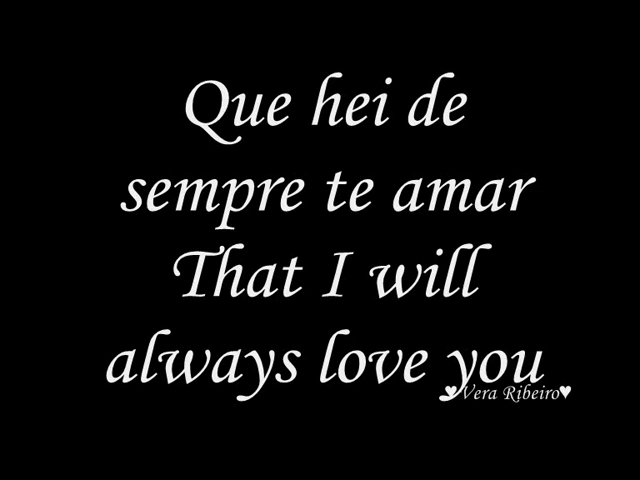 Que hei de
sempre te amar
That I will
always love you
♥Vera Ribeiro♥